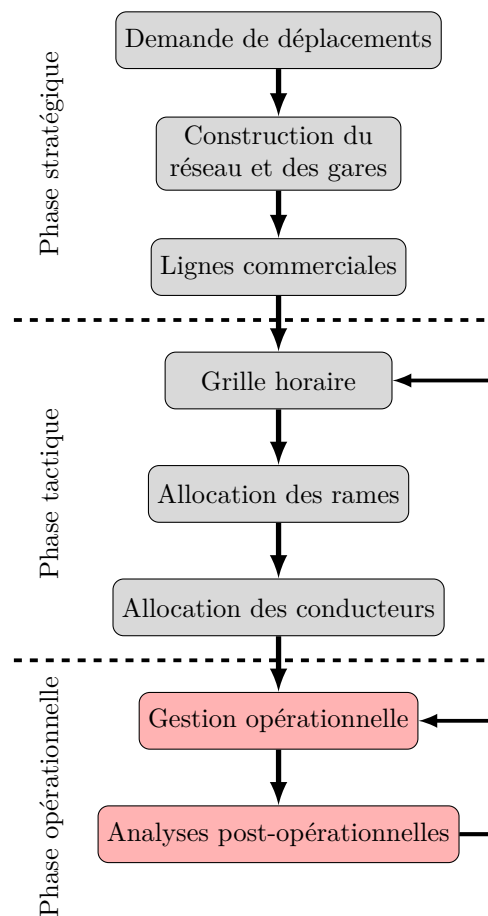 Phase stratégique
Demande de déplacements
Construction du
réseau et des gares
Lignes commerciales
Phase tactique
Grille horaire
Allocation des rames
Allocation des conducteurs
Phase opérationnelle
Gestion opérationnelle
Analyses post-opérationnelles